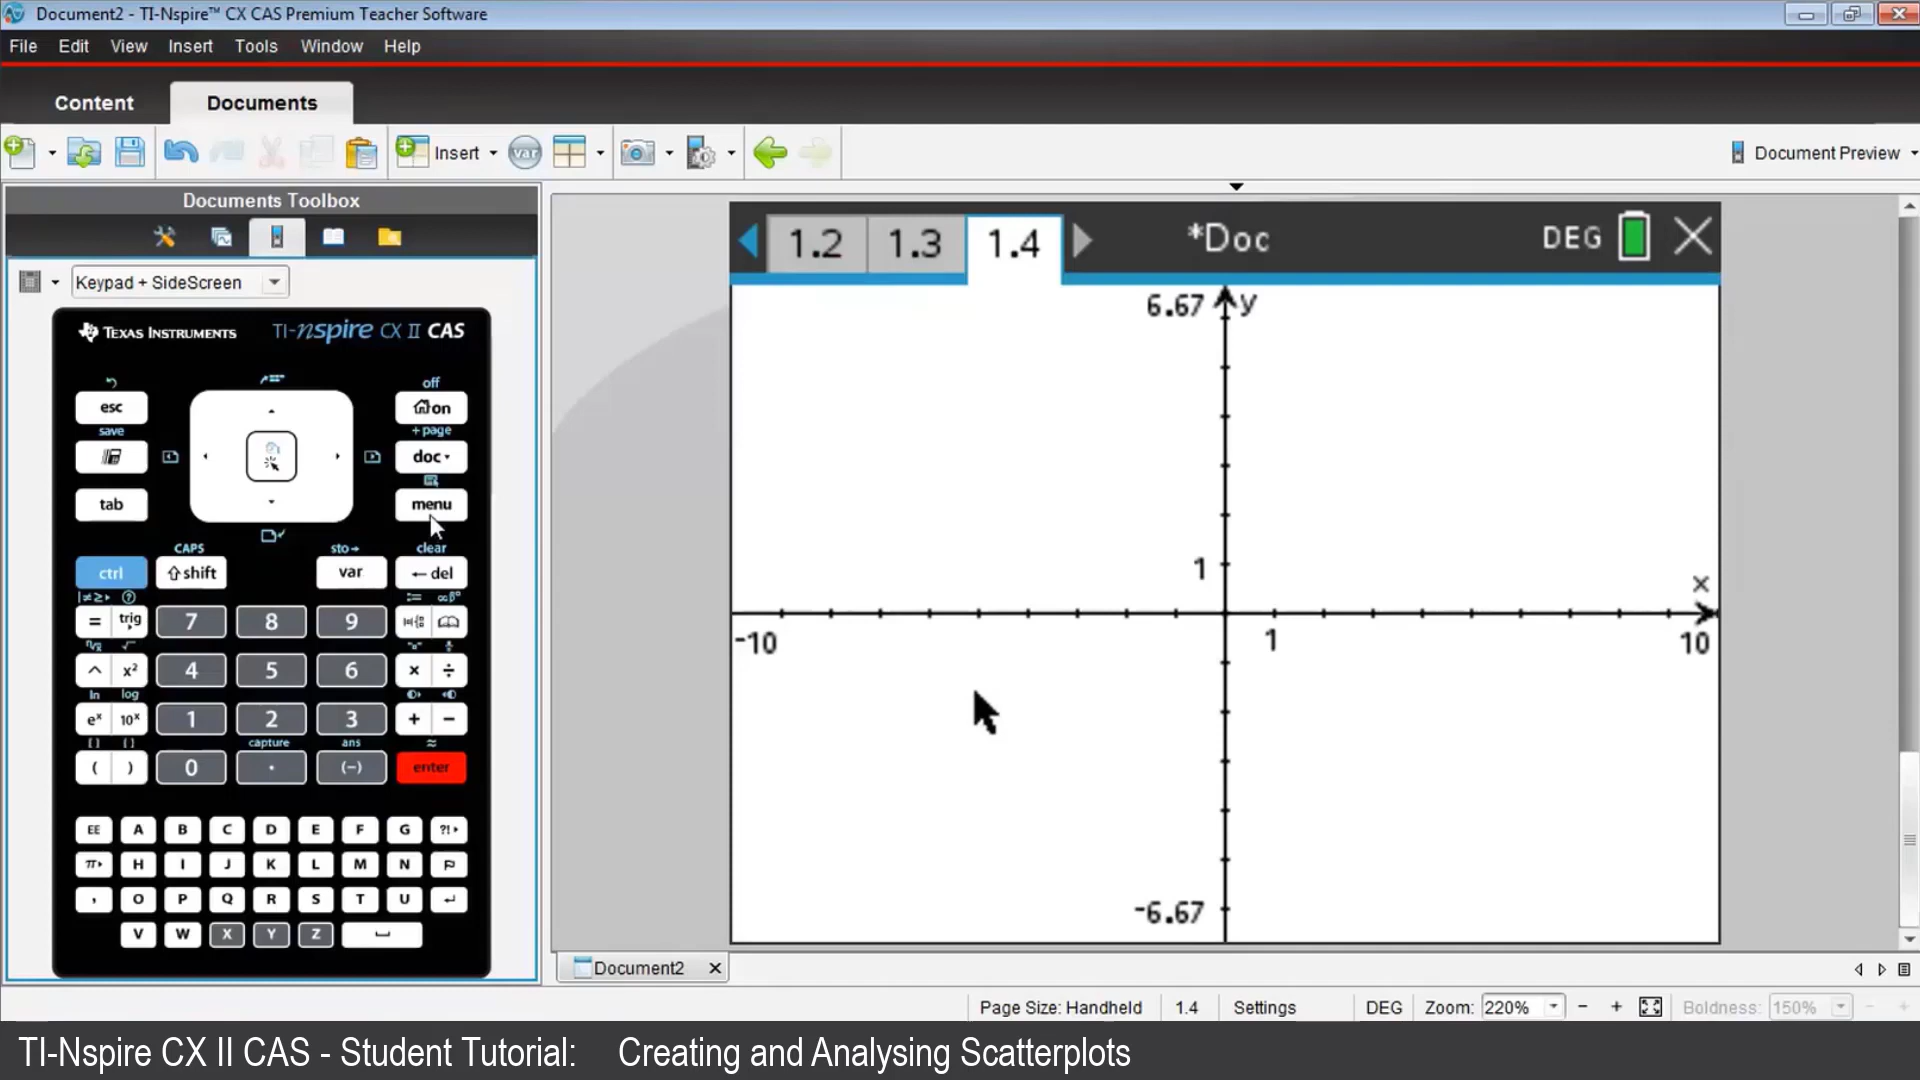 Document2 - TI-Nspire™ CX CAS Premium Teacher Software
File Edit View Insert Tools Window Help
Content Documents
Insert var Document Preview
Documents Toolbox
Keypad + SideScreen
1.2 1.3 1.4 *Doc DEG
TEXAS INSTRUMENTS TI-nspire CX II CAS
6.67 y
off
esc on
save + page
doc
tab menu
CAPS sto→ clear
ctrl shift var ← del
= trig 7 8 9
^ x² 4 5 6 × ÷
ln log
eˣ 10ˣ 1 2 3 + −
[ ] { } capture ans ≈
( ) 0 . (−) enter
EE A B C D E F G ?!▸
π▸ H I J K L M N
, O P Q R S T U
V W X Y Z
1
x
-10 1 10
-6.67
Document2
Page Size: Handheld 1.4 Settings DEG Zoom: 220% − + Boldness: 150% − +
TI-Nspire CX II CAS - Student Tutorial: Creating and Analysing Scatterplots